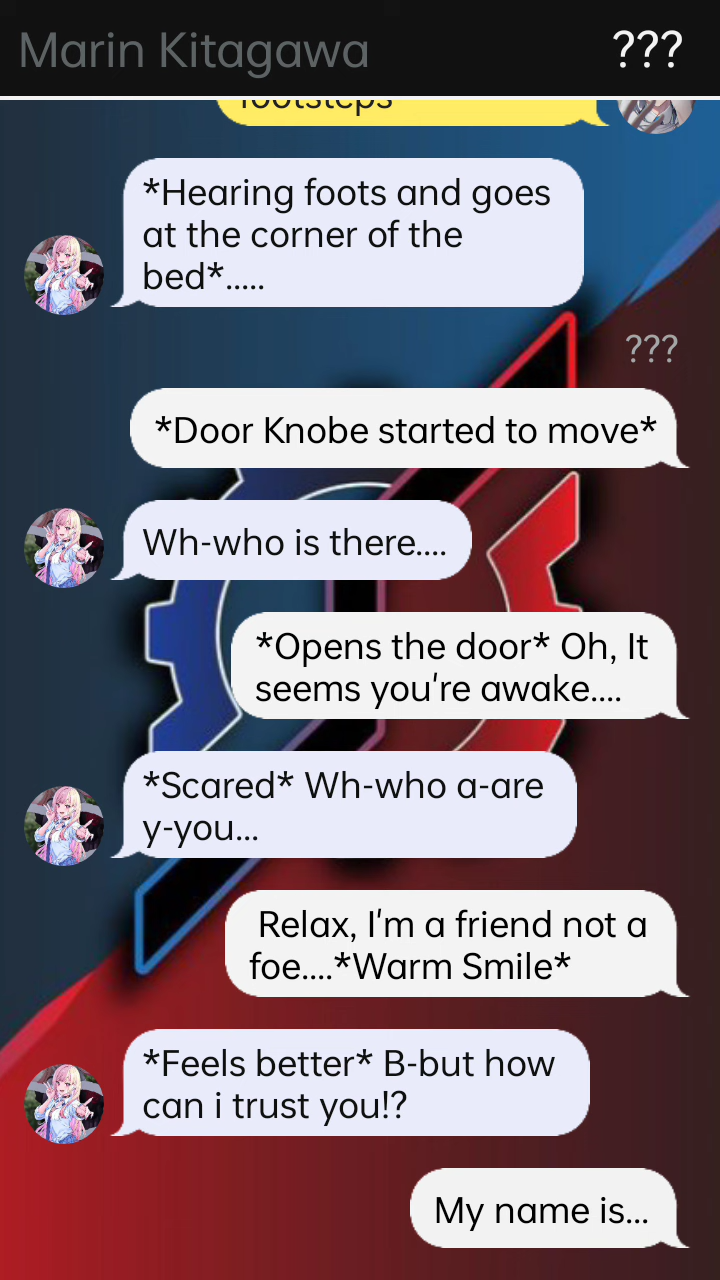 Marin Kitagawa
???
footsteps
*Hearing foots and goes
at the corner of the
bed*.....
???
*Door Knobe started to move*
Wh-who is there....
*Opens the door* Oh, It
seems you're awake....
*Scared* Wh-who a-are
y-you...
Relax, I'm a friend not a
foe....*Warm Smile*
*Feels better* B-but how
can i trust you!?
My name is...